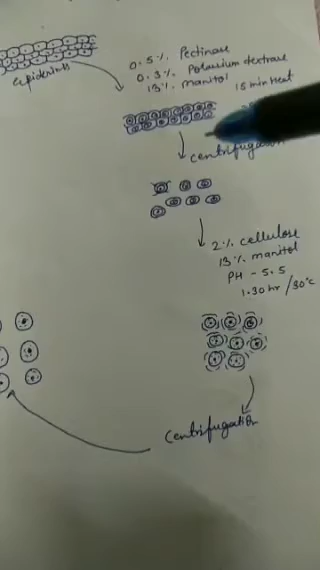 epidermis
0.5% Pectinase
0.3% Potassium dextrane
13% manitol
15 min
centrifugation
2% cellulose
13% manitol
PH - 5.5
1.30 hr / 30°C
Centrifugation